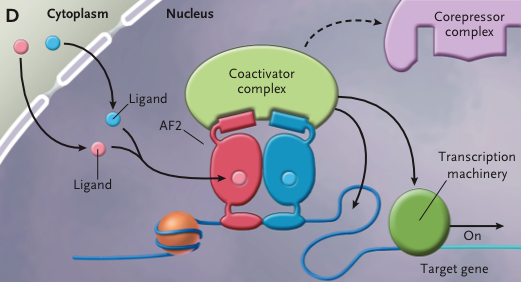 D
Cytoplasm
Nucleus
Corepressor
complex
Coactivator
complex
Ligand
AF2
Ligand
Transcription
machinery
On
Target gene